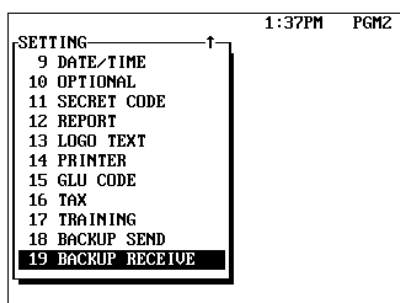 1:37PM PGM2
SETTING ↑
9 DATE/TIME
10 OPTIONAL
11 SECRET CODE
12 REPORT
13 LOGO TEXT
14 PRINTER
15 GLU CODE
16 TAX
17 TRAINING
18 BACKUP SEND
19 BACKUP RECEIVE